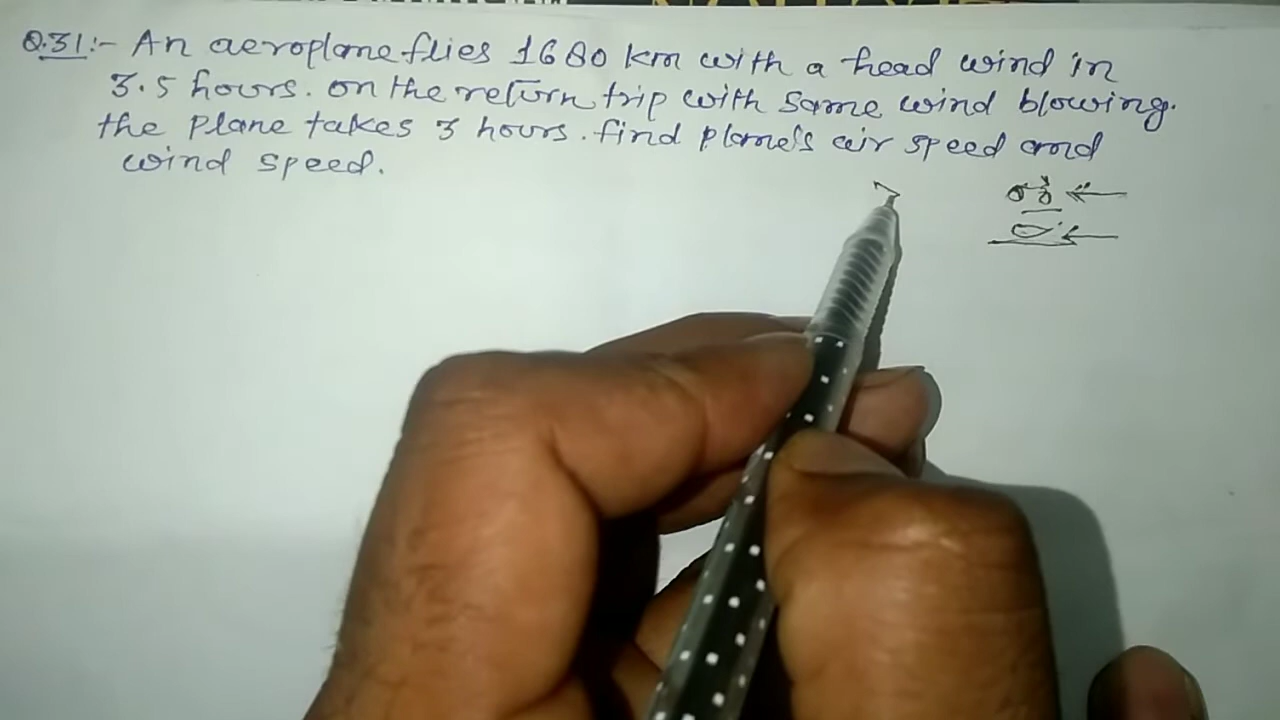 Q.31:- An aeroplane flies 1680 km with a head wind in
3.5 hours. on the return trip with same wind blowing.
the plane takes 3 hours. find plane's air speed and
wind speed.